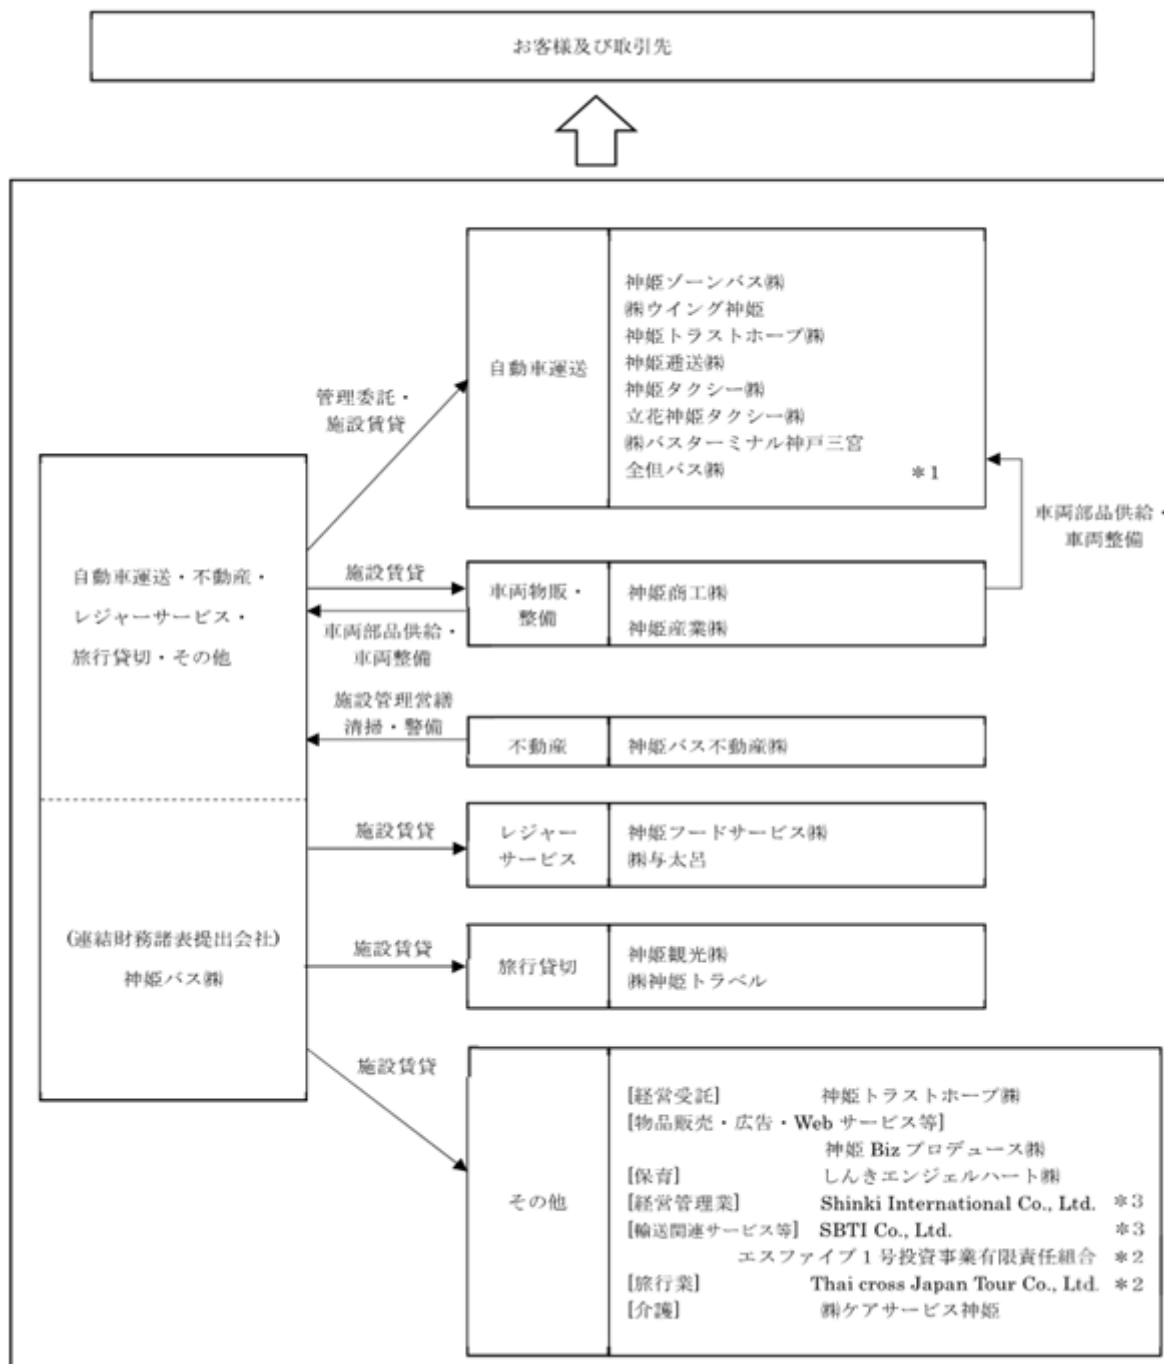 お客様及び取引先
神姫ゾーンバス㈱
㈱ウイング神姫
神姫トラストホープ㈱
自動車運送
神姫逓送㈱
神姫タクシー㈱
立花神姫タクシー㈱
㈱バスターミナル神戸三宮
全但バス㈱ ＊1
管理委託・
施設賃貸
車両部品供給・
車両整備
自動車運送・不動産・
レジャーサービス・
旅行貸切・その他
施設賃貸
車両部品供給・
車両整備
車両物販・
整備
神姫商工㈱
神姫産業㈱
施設管理営繕
清掃・警備
不動産
神姫バス不動産㈱
施設賃貸
レジャー
サービス
神姫フードサービス㈱
㈱与太呂
(連結財務諸表提出会社)
神姫バス㈱
施設賃貸
旅行貸切
神姫観光㈱
㈱神姫トラベル
施設賃貸
その他
[経営受託] 神姫トラストホープ㈱
[物品販売・広告・Web サービス等]
神姫 Biz プロデュース㈱
[保育] しんきエンジェルハート㈱
[経営管理業] Shinki International Co., Ltd. ＊3
[輸送関連サービス等] SBTI Co., Ltd. ＊3
エスファイブ 1 号投資事業有限責任組合 ＊2
[旅行業] Thai cross Japan Tour Co., Ltd. ＊2
[介護] ㈱ケアサービス神姫